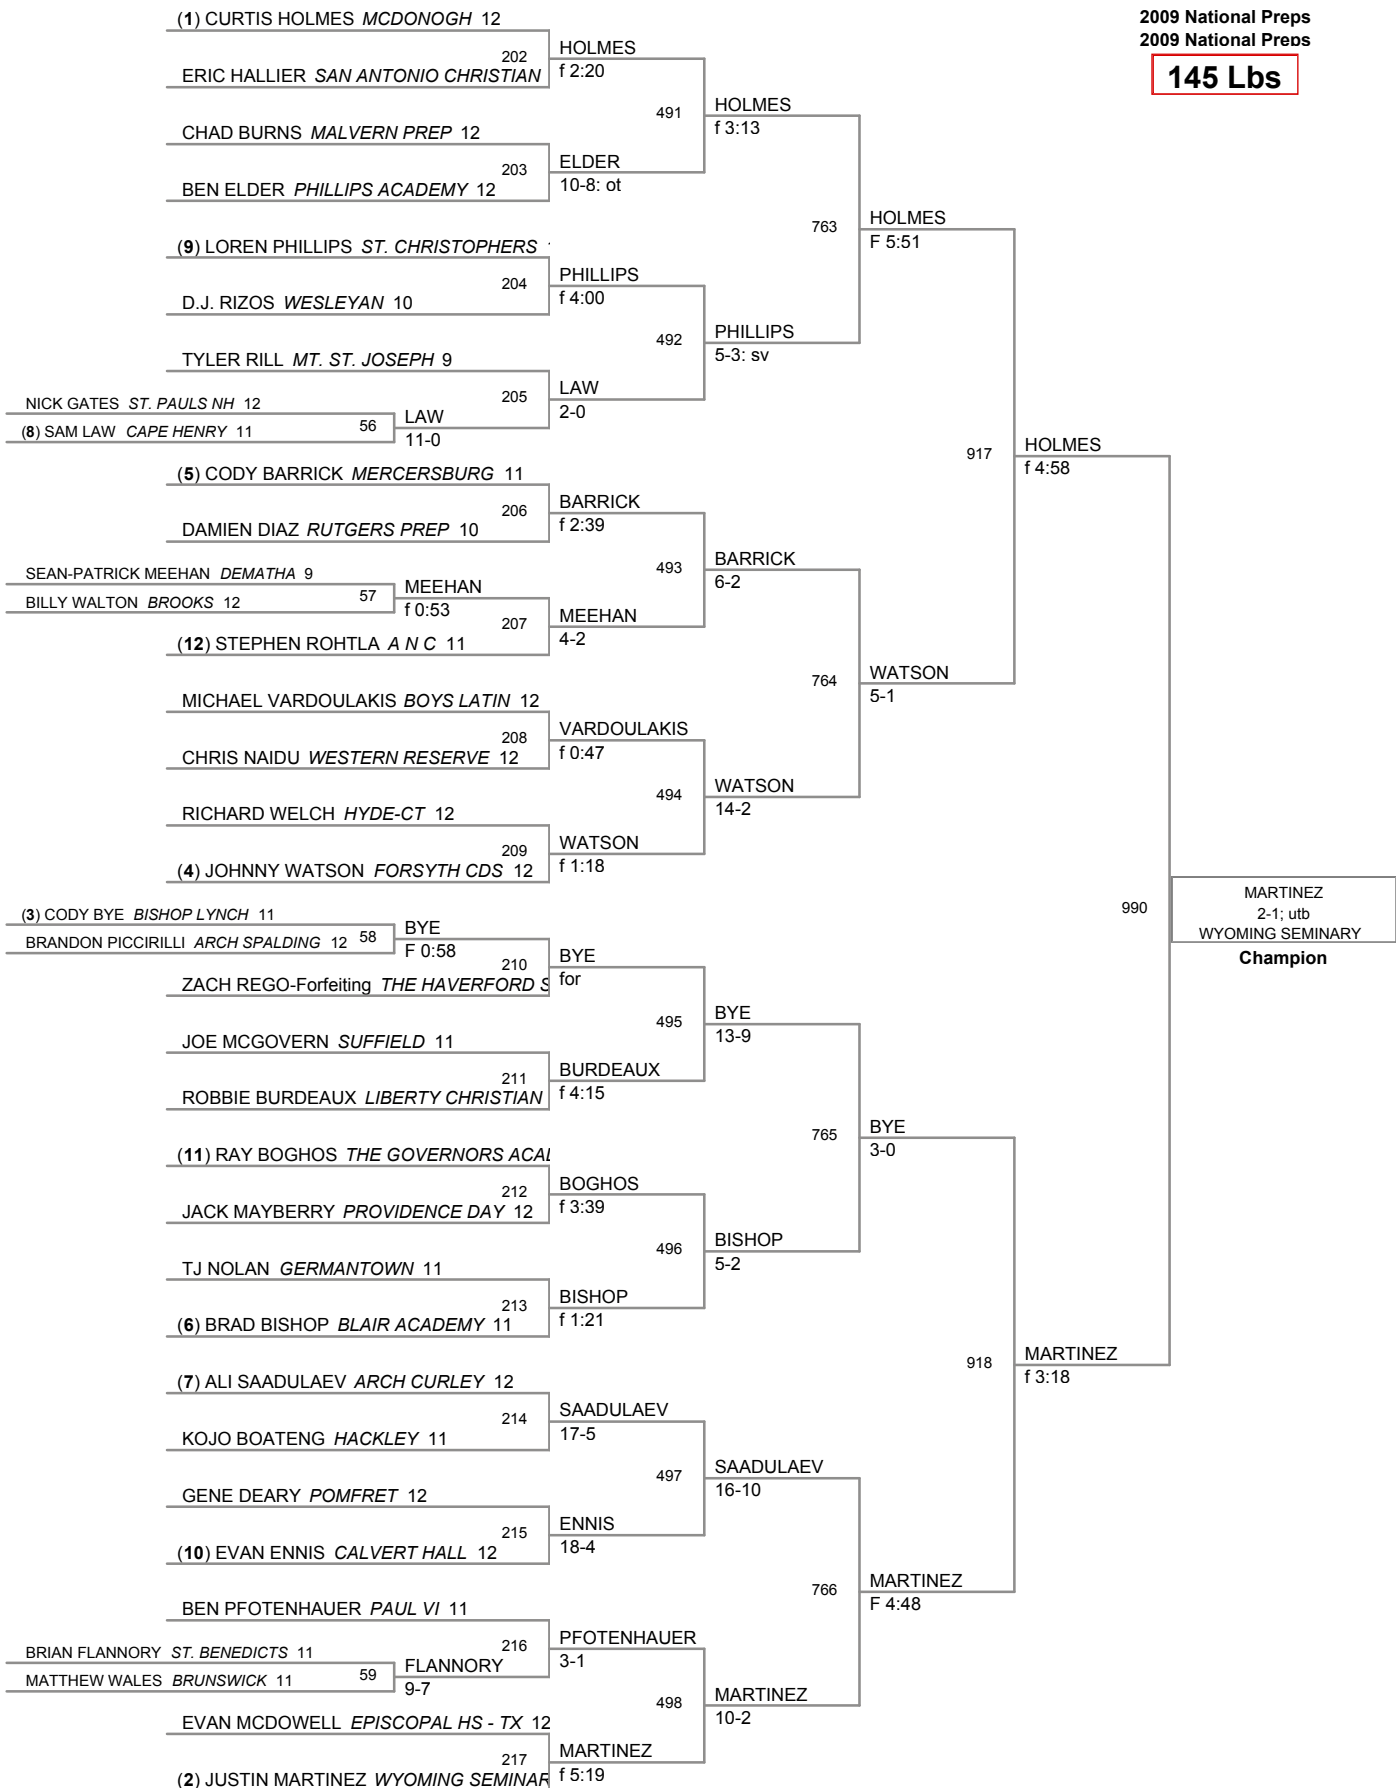 2009 National Preps
2009 National Preps
145 Lbs
(1) CURTIS HOLMES MCDONOGH 12
202
HOLMES
f 2:20
ERIC HALLIER SAN ANTONIO CHRISTIAN
491
HOLMES
f 3:13
CHAD BURNS MALVERN PREP 12
203
ELDER
10-8: ot
BEN ELDER PHILLIPS ACADEMY 12
763
HOLMES
F 5:51
(9) LOREN PHILLIPS ST. CHRISTOPHERS
204
PHILLIPS
f 4:00
D.J. RIZOS WESLEYAN 10
492
PHILLIPS
5-3: sv
TYLER RILL MT. ST. JOSEPH 9
205
LAW
2-0
NICK GATES ST. PAULS NH 12
56
LAW
11-0
(8) SAM LAW CAPE HENRY 11
917
HOLMES
f 4:58
(5) CODY BARRICK MERCERSBURG 11
206
BARRICK
f 2:39
DAMIEN DIAZ RUTGERS PREP 10
493
BARRICK
6-2
SEAN-PATRICK MEEHAN DEMATHA 9
57
MEEHAN
f 0:53
BILLY WALTON BROOKS 12
207
MEEHAN
4-2
(12) STEPHEN ROHTLA A N C 11
764
WATSON
5-1
MICHAEL VARDOULAKIS BOYS LATIN 12
208
VARDOULAKIS
f 0:47
CHRIS NAIDU WESTERN RESERVE 12
494
WATSON
14-2
RICHARD WELCH HYDE-CT 12
209
WATSON
f 1:18
(4) JOHNNY WATSON FORSYTH CDS 12
990
MARTINEZ
2-1; utb
WYOMING SEMINARY
Champion
(3) CODY BYE BISHOP LYNCH 11
58
BYE
F 0:58
BRANDON PICCIRILLI ARCH SPALDING 12
210
BYE
for
ZACH REGO-Forfeiting THE HAVERFORD S
495
BYE
13-9
JOE MCGOVERN SUFFIELD 11
211
BURDEAUX
f 4:15
ROBBIE BURDEAUX LIBERTY CHRISTIAN
765
BYE
3-0
(11) RAY BOGHOS THE GOVERNORS ACAD
212
BOGHOS
f 3:39
JACK MAYBERRY PROVIDENCE DAY 12
496
BISHOP
5-2
TJ NOLAN GERMANTOWN 11
213
BISHOP
f 1:21
(6) BRAD BISHOP BLAIR ACADEMY 11
918
MARTINEZ
f 3:18
(7) ALI SAADULAEV ARCH CURLEY 12
214
SAADULAEV
17-5
KOJO BOATENG HACKLEY 11
497
SAADULAEV
16-10
GENE DEARY POMFRET 12
215
ENNIS
18-4
(10) EVAN ENNIS CALVERT HALL 12
766
MARTINEZ
F 4:48
BEN PFOTENHAUER PAUL VI 11
216
PFOTENHAUER
3-1
BRIAN FLANNORY ST. BENEDICTS 11
59
FLANNORY
9-7
MATTHEW WALES BRUNSWICK 11
498
MARTINEZ
10-2
EVAN MCDOWELL EPISCOPAL HS - TX 12
217
MARTINEZ
f 5:19
(2) JUSTIN MARTINEZ WYOMING SEMINAR